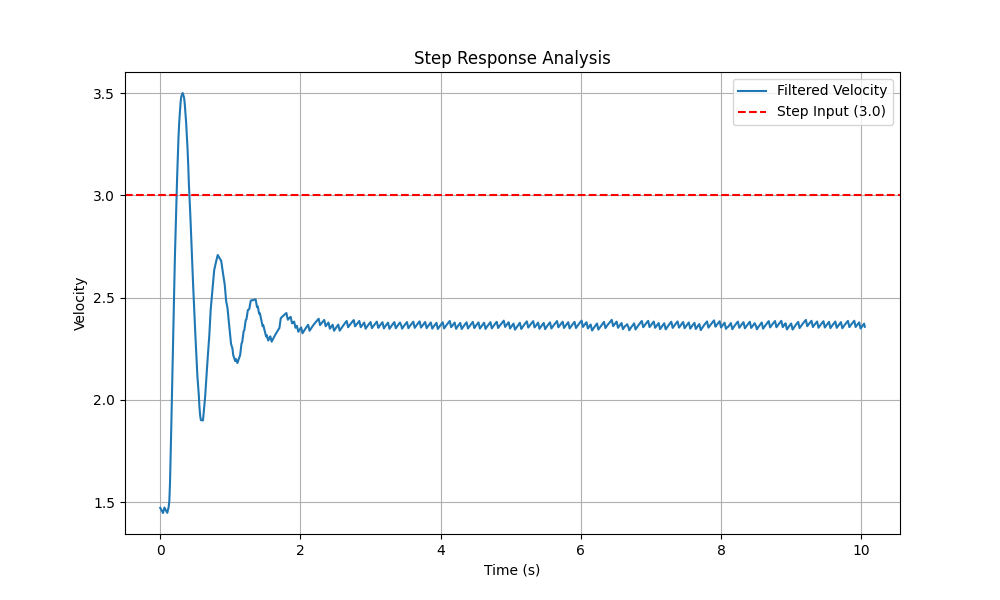 Step Response Analysis
Filtered Velocity
Step Input (3.0)
Velocity
3.5
3.0
2.5
2.0
1.5
0 2 4 6 8 10
Time (s)